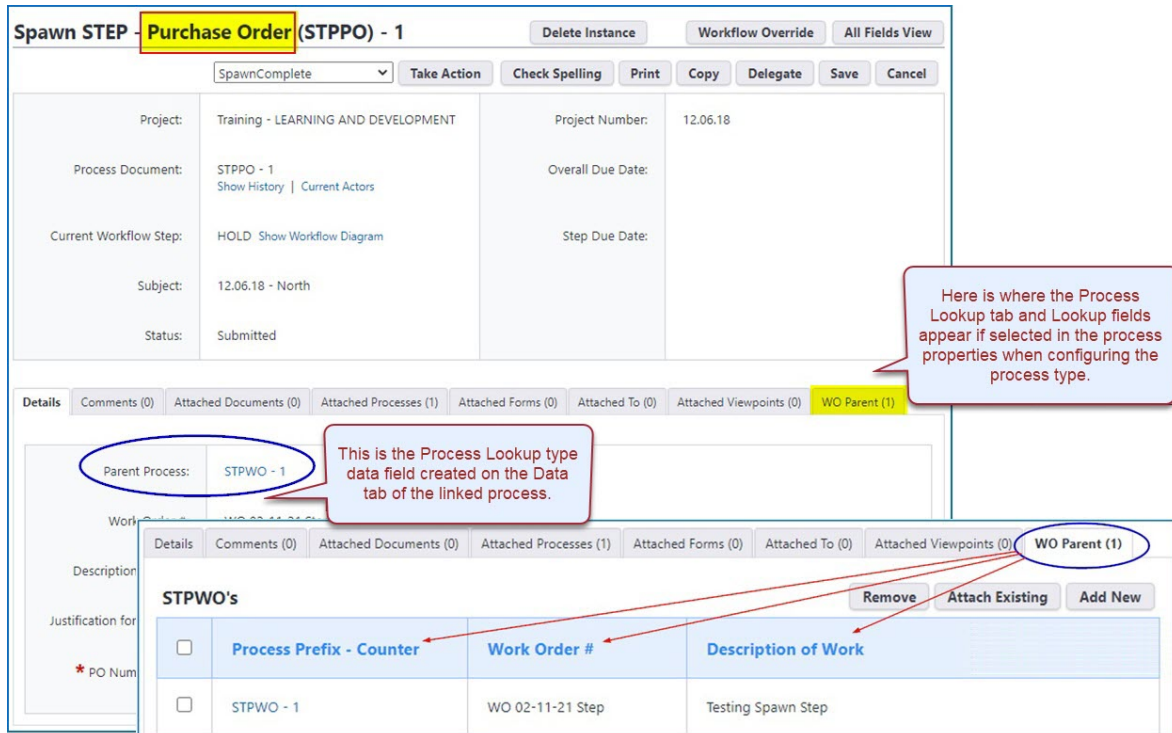 Spawn STEP - Purchase Order (STPPO) - 1
Delete Instance
Workflow Override
All Fields View
SpawnComplete
Take Action
Check Spelling
Print
Copy
Delegate
Save
Cancel
Project:
Training - LEARNING AND DEVELOPMENT
Project Number:
12.06.18
Process Document:
STPPO - 1
Show History | Current Actors
Overall Due Date:
Current Workflow Step:
HOLD Show Workflow Diagram
Step Due Date:
Subject:
12.06.18 - North
Status:
Submitted
Here is where the Process
Lookup tab and Lookup fields
appear if selected in the process
properties when configuring the
process type.
Details
Comments (0)
Attached Documents (0)
Attached Processes (1)
Attached Forms (0)
Attached To (0)
Attached Viewpoints (0)
WO Parent (1)
Parent Process:
STPWO - 1
This is the Process Lookup type
data field created on the Data
tab of the linked process.
Description
Justification for
* PO Num
Details
Comments (0)
Attached Documents (0)
Attached Processes (1)
Attached Forms (0)
Attached To (0)
Attached Viewpoints (0)
WO Parent (1)
STPWO's
Remove
Attach Existing
Add New
Process Prefix - Counter
Work Order #
Description of Work
STPWO - 1
WO 02-11-21 Step
Testing Spawn Step